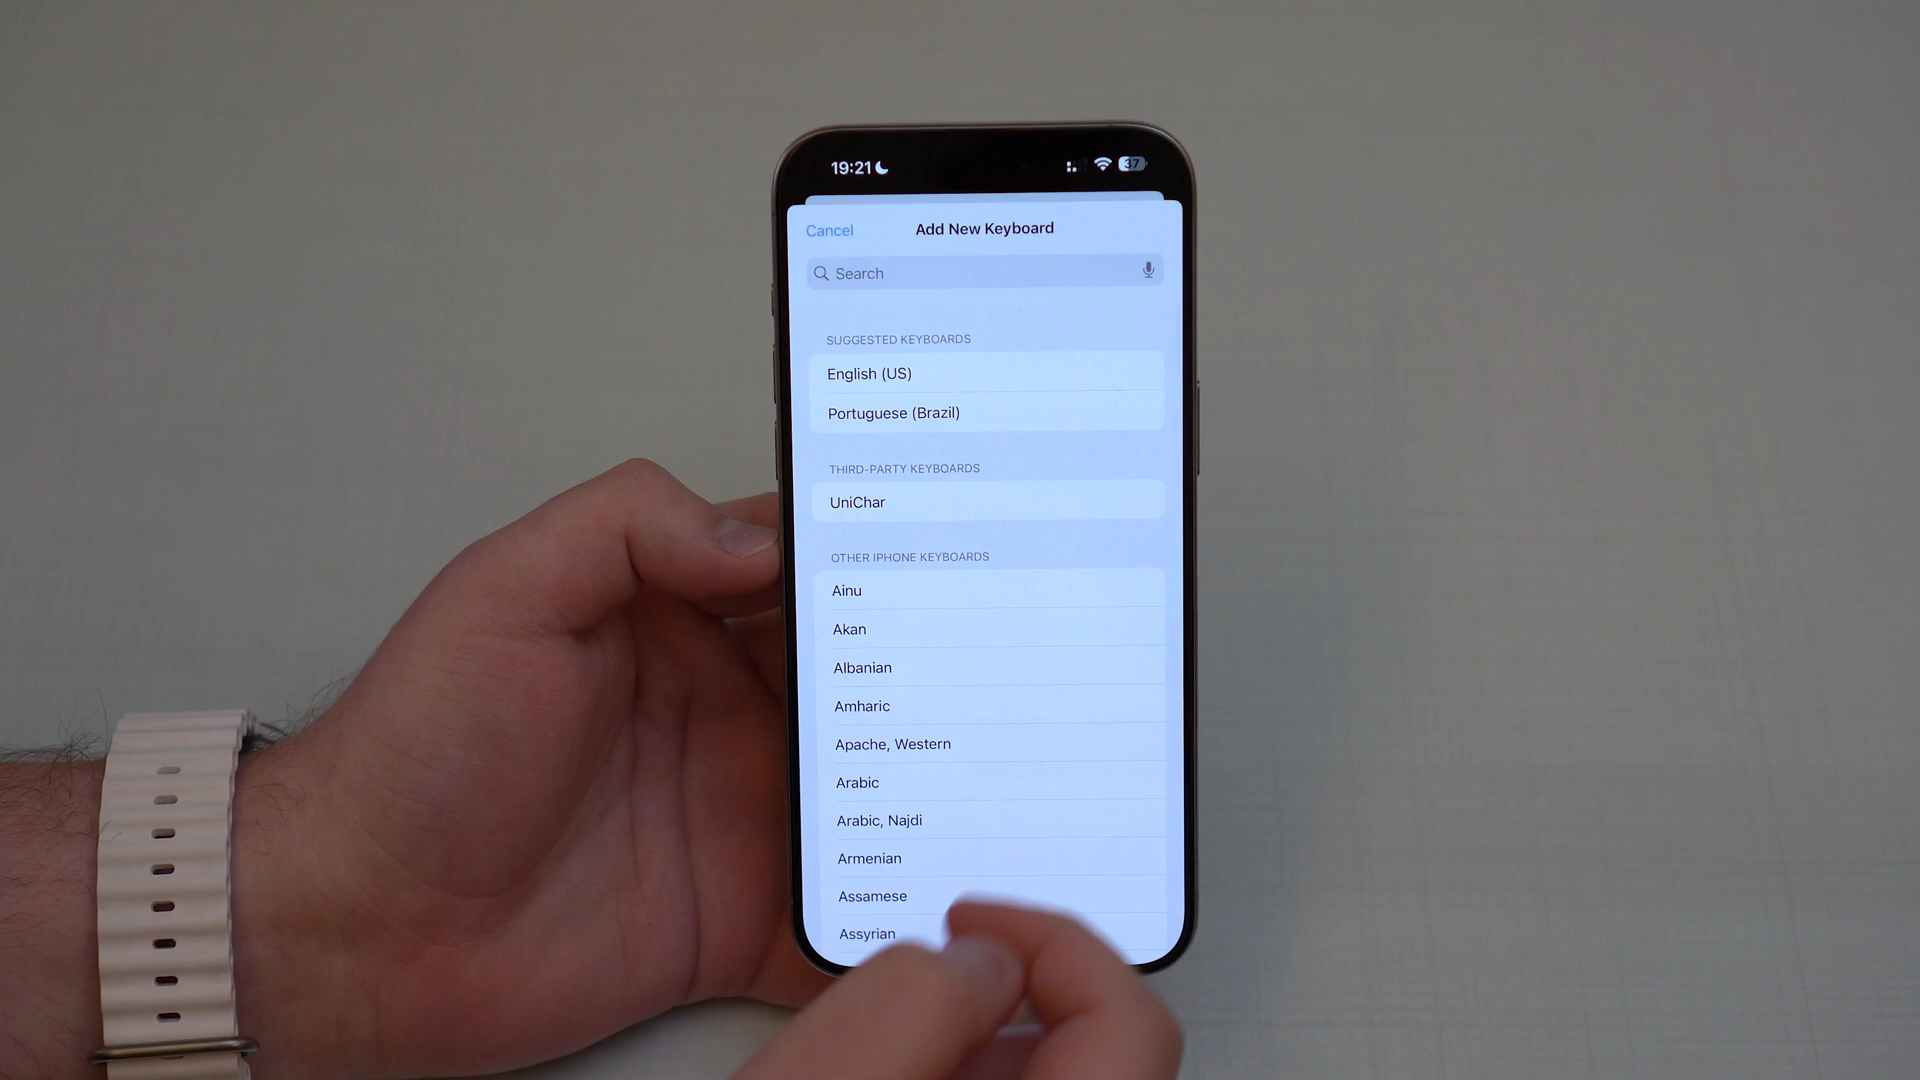 19:21
37
Cancel
Add New Keyboard
Search
SUGGESTED KEYBOARDS
English (US)
Portuguese (Brazil)
THIRD-PARTY KEYBOARDS
UniChar
OTHER IPHONE KEYBOARDS
Ainu
Akan
Albanian
Amharic
Apache, Western
Arabic
Arabic, Najdi
Armenian
Assamese
Assyrian